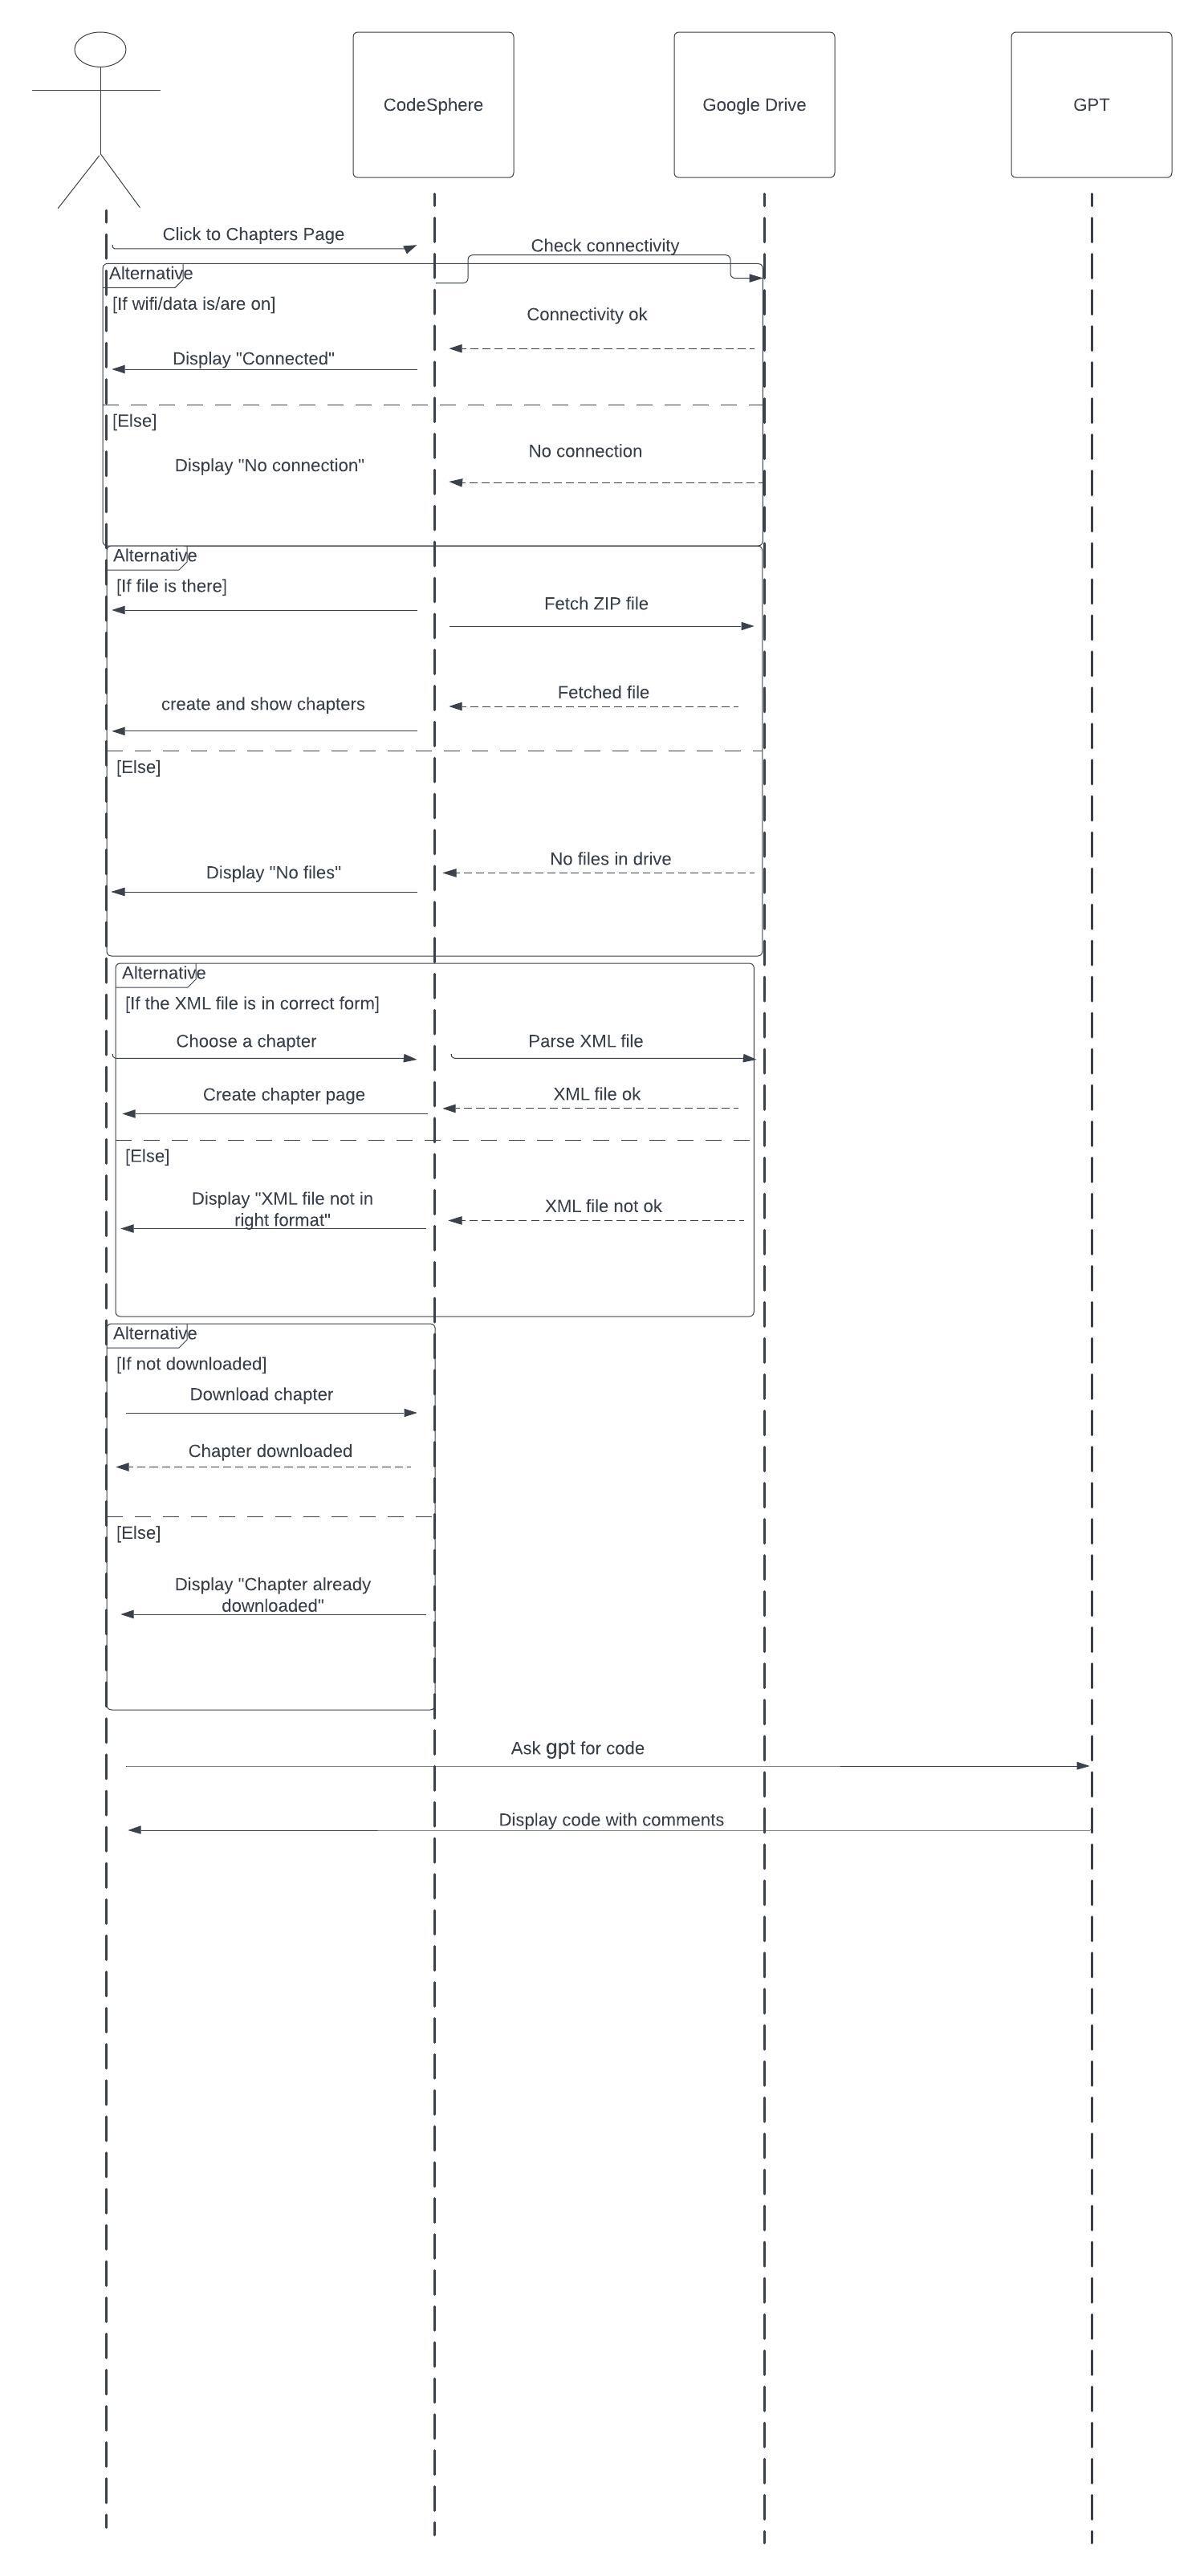 CodeSphere
Google Drive
GPT
Click to Chapters Page
Check connectivity
Alternative
[If wifi/data is/are on]
Connectivity ok
Display "Connected"
[Else]
No connection
Display "No connection"
Alternative
[If file is there]
Fetch ZIP file
Fetched file
create and show chapters
[Else]
No files in drive
Display "No files"
Alternative
[If the XML file is in correct form]
Choose a chapter
Parse XML file
Create chapter page
XML file ok
[Else]
Display "XML file not in
right format"
XML file not ok
Alternative
[If not downloaded]
Download chapter
Chapter downloaded
[Else]
Display "Chapter already
downloaded"
Ask gpt for code
Display code with comments